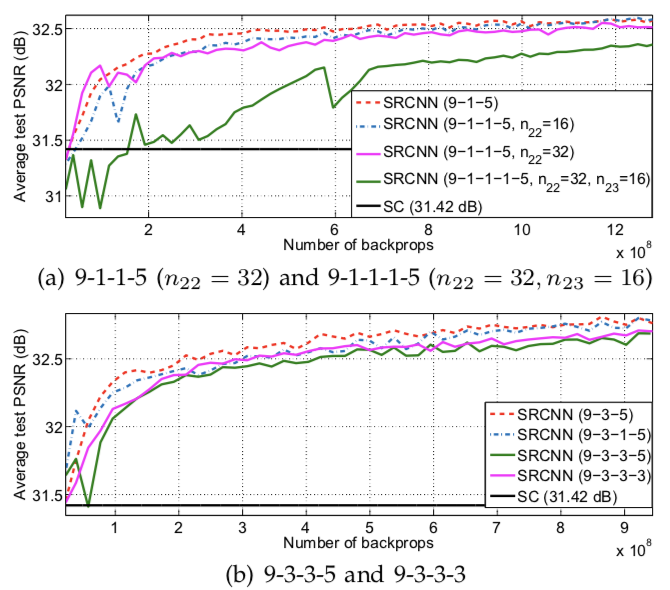 Average test PSNR (dB)
32.5
32
31.5
31
SRCNN (9−1−5)
SRCNN (9−1−1−5, n22=16)
SRCNN (9−1−1−5, n22=32)
SRCNN (9−1−1−1−5, n22=32, n23=16)
SC (31.42 dB)
2 4 6 8 10 12
Number of backprops
x 10^8
(a) 9-1-1-5 (n22 = 32) and 9-1-1-1-5 (n22 = 32, n23 = 16)
Average test PSNR (dB)
32.5
32
31.5
SRCNN (9−3−5)
SRCNN (9−3−1−5)
SRCNN (9−3−3−5)
SRCNN (9−3−3−3)
SC (31.42 dB)
1 2 3 4 5 6 7 8 9
Number of backprops
x 10^8
(b) 9-3-3-5 and 9-3-3-3